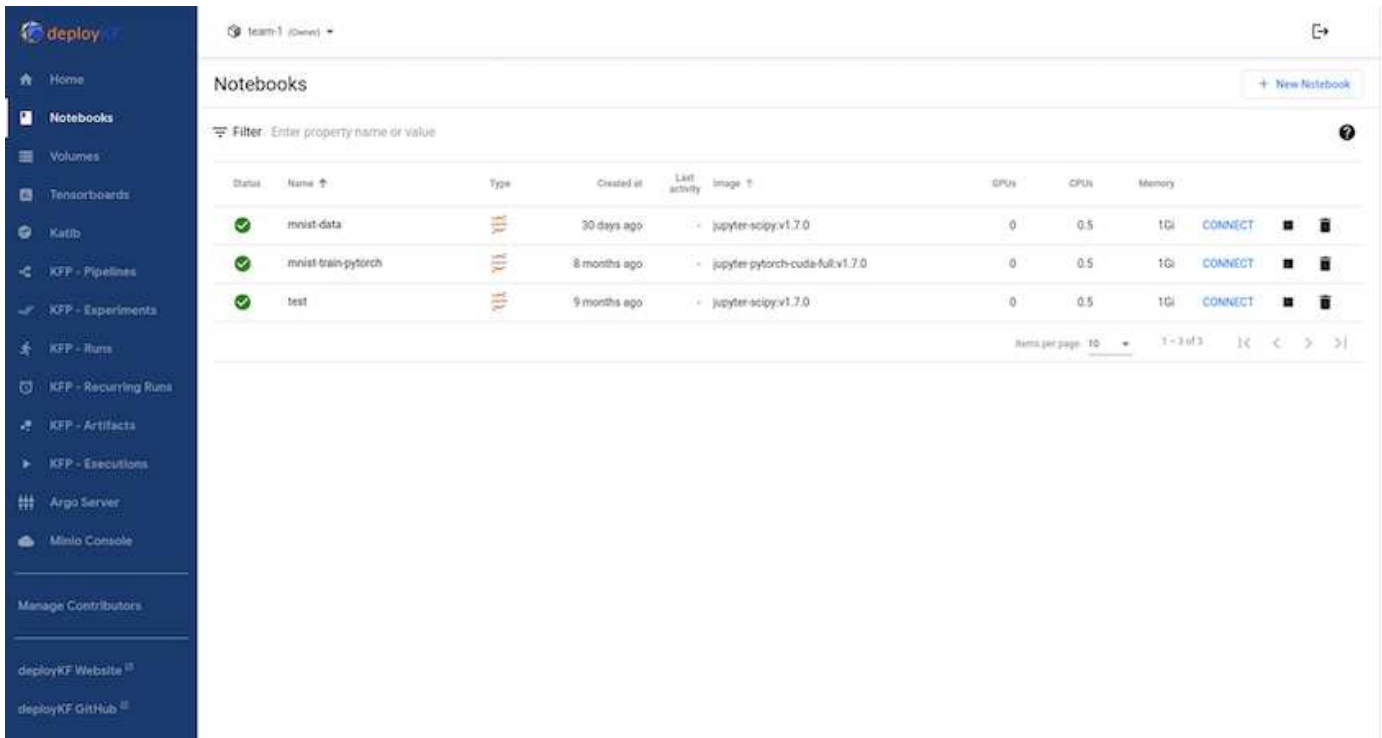 deployKF
team-1 (Owner)
Home
Notebooks
Volumes
Tensorboards
Katib
KFP - Pipelines
KFP - Experiments
KFP - Runs
KFP - Recurring Runs
KFP - Artifacts
KFP - Executions
Argo Server
Minio Console
Manage Contributors
deployKF Website
deployKF GitHub
Notebooks
+ New Notebook
Filter Enter property name or value
Status Name Type Created at Last activity Image GPUs CPUs Memory
mnist-data 30 days ago - jupyter-scipy:v1.7.0 0 0.5 1Gi CONNECT
mnist-train-pytorch 8 months ago - jupyter-pytorch-cuda-full:v1.7.0 0 0.5 1Gi CONNECT
test 9 months ago - jupyter-scipy:v1.7.0 0 0.5 1Gi CONNECT
Items per page: 10 1 - 3 of 3